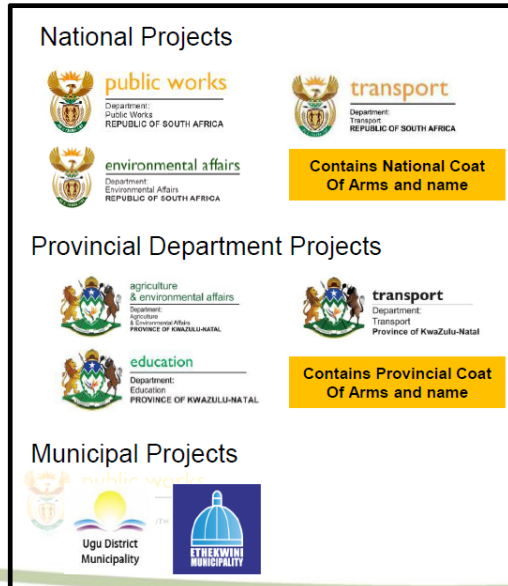 National Projects
public works
Department:
Public Works
REPUBLIC OF SOUTH AFRICA
transport
Department:
Transport
REPUBLIC OF SOUTH AFRICA
environmental affairs
Department:
Environmental Affairs
REPUBLIC OF SOUTH AFRICA
Contains National Coat
Of Arms and name
Provincial Department Projects
agriculture
& environmental affairs
Department:
Agriculture
& Environmental Affairs
PROVINCE OF KWAZULU-NATAL
transport
Department:
Transport
Province of KwaZulu-Natal
education
Department:
Education
PROVINCE OF KWAZULU-NATAL
Contains Provincial Coat
Of Arms and name
Municipal Projects
public works
Ugu District
Municipality
ETHEKWINI
MUNICIPALITY